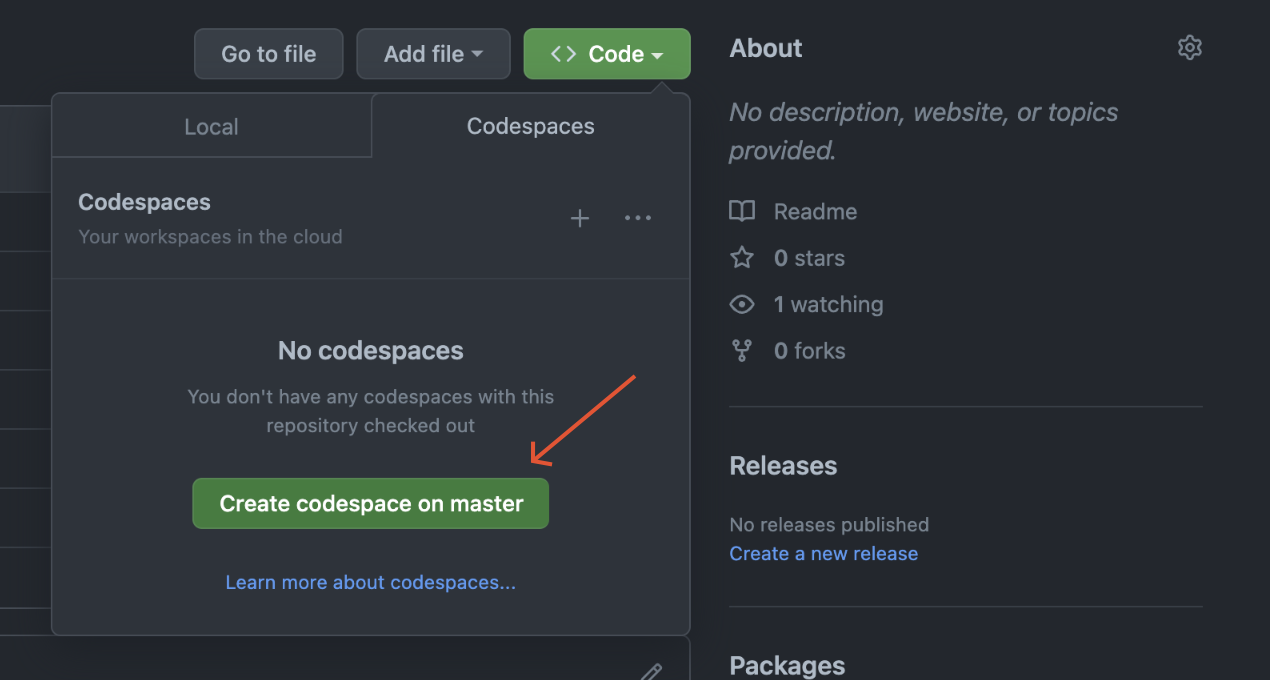 Go to file
Add file
Code
Local
Codespaces
Codespaces
Your workspaces in the cloud
No codespaces
You don't have any codespaces with this
repository checked out
Create codespace on master
Learn more about codespaces...
About
No description, website, or topics
provided.
Readme
0 stars
1 watching
0 forks
Releases
No releases published
Create a new release
Packages